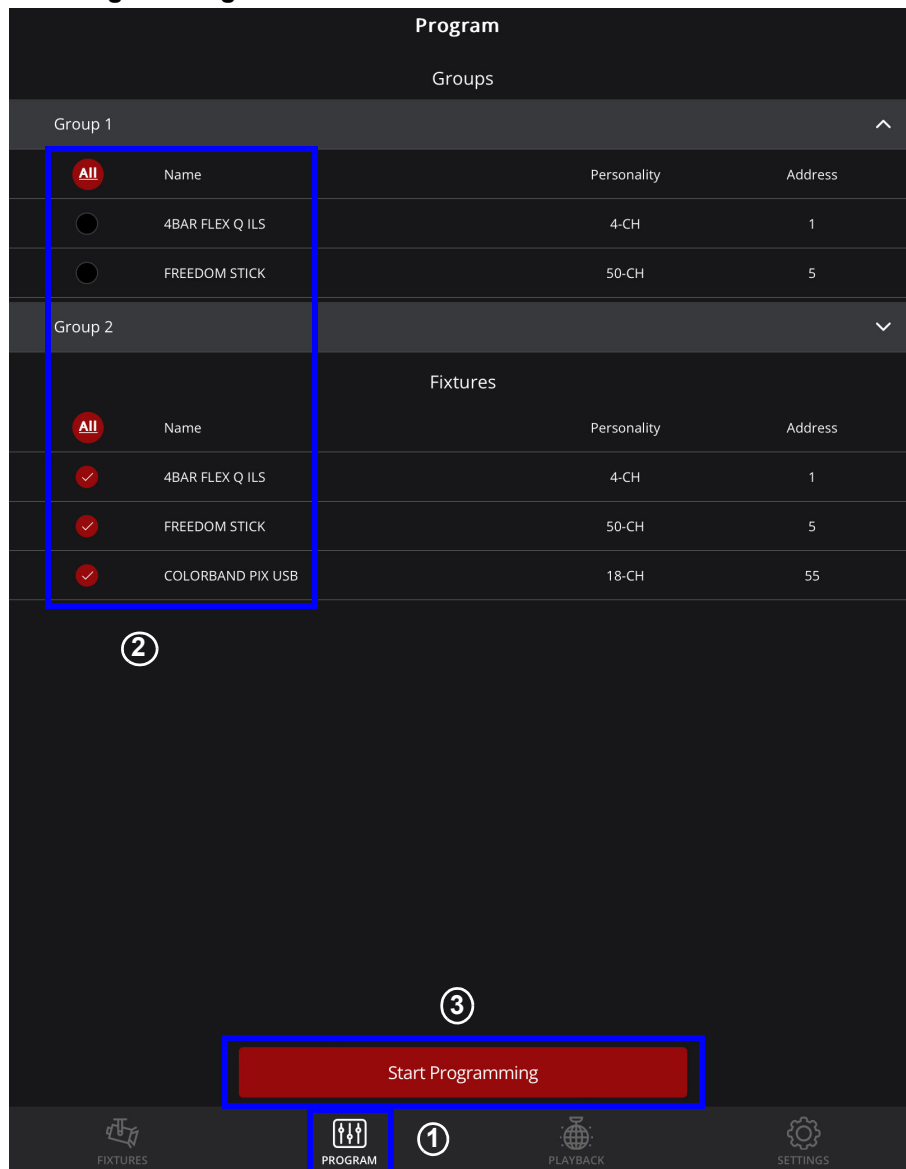 Program
Groups
Group 1
All Name Personality Address
4BAR FLEX Q ILS 4-CH 1
FREEDOM STICK 50-CH 5
Group 2
Fixtures
All Name Personality Address
4BAR FLEX Q ILS 4-CH 1
FREEDOM STICK 50-CH 5
COLORBAND PIX USB 18-CH 55
2
3
Start Programming
1
FIXTURES PROGRAM PLAYBACK SETTINGS